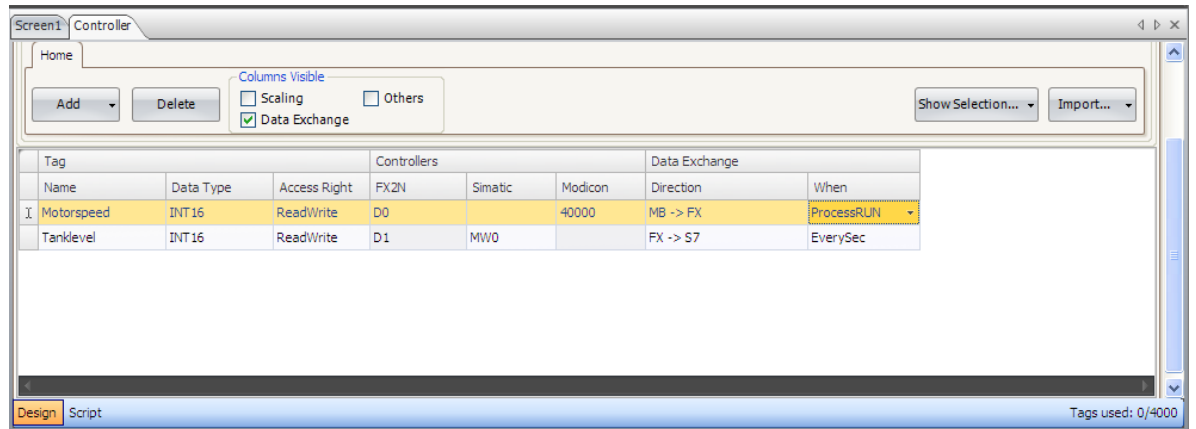 Screen1 Controller
Home
Columns Visible
Add Delete Scaling Others Show Selection... Import...
Data Exchange
Tag Controllers Data Exchange
Name Data Type Access Right FX2N Simatic Modicon Direction When
Motorspeed INT16 ReadWrite D0 40000 MB -> FX ProcessRUN
Tanklevel INT16 ReadWrite D1 MW0 FX -> S7 EverySec
Design Script Tags used: 0/4000